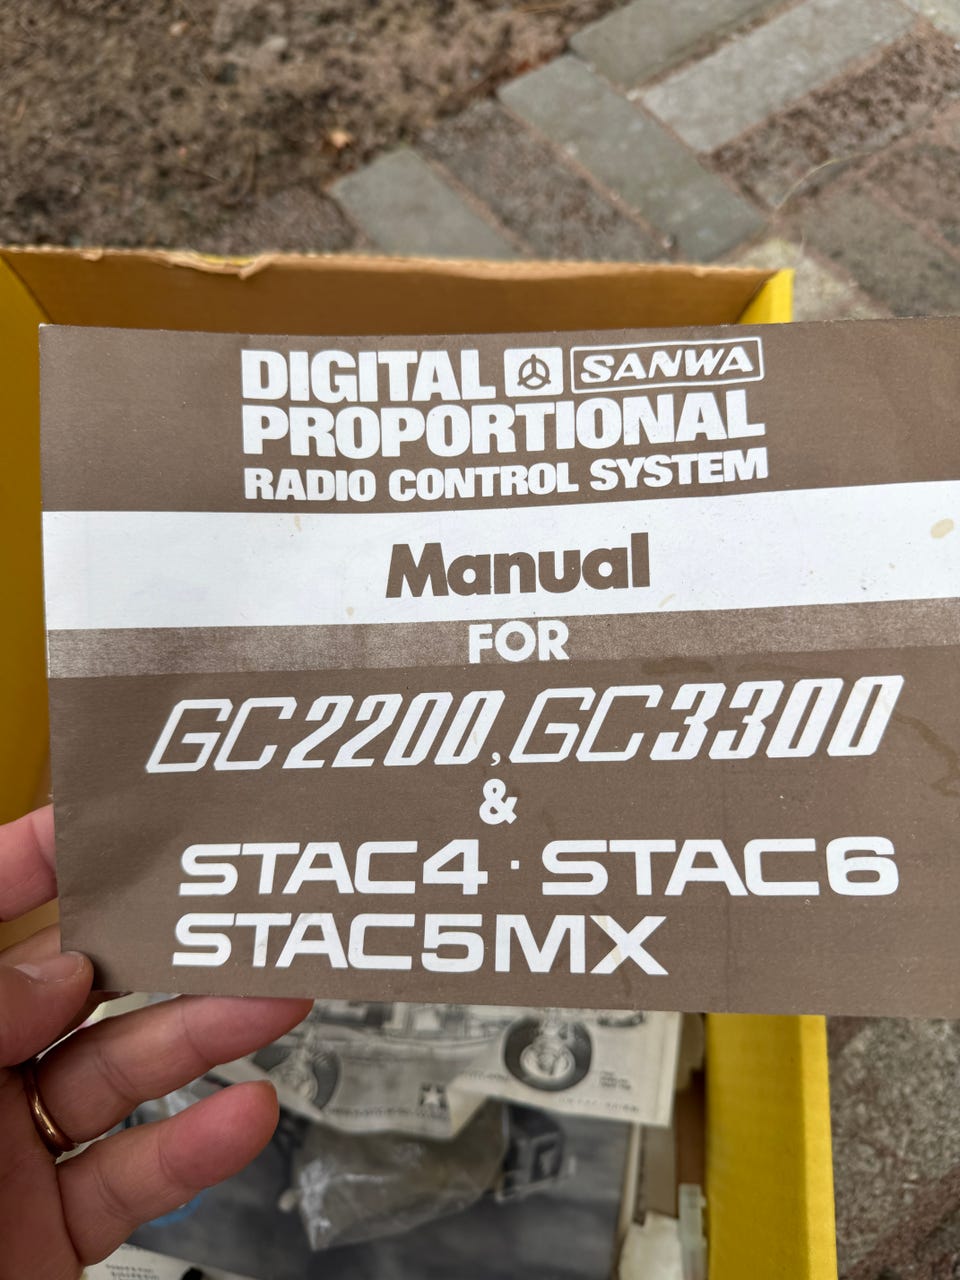 DIGITAL SANWA
PROPORTIONAL
RADIO CONTROL SYSTEM
Manual
FOR
GC2200, GC3300
&
STAC4 · STAC6
STAC5MX